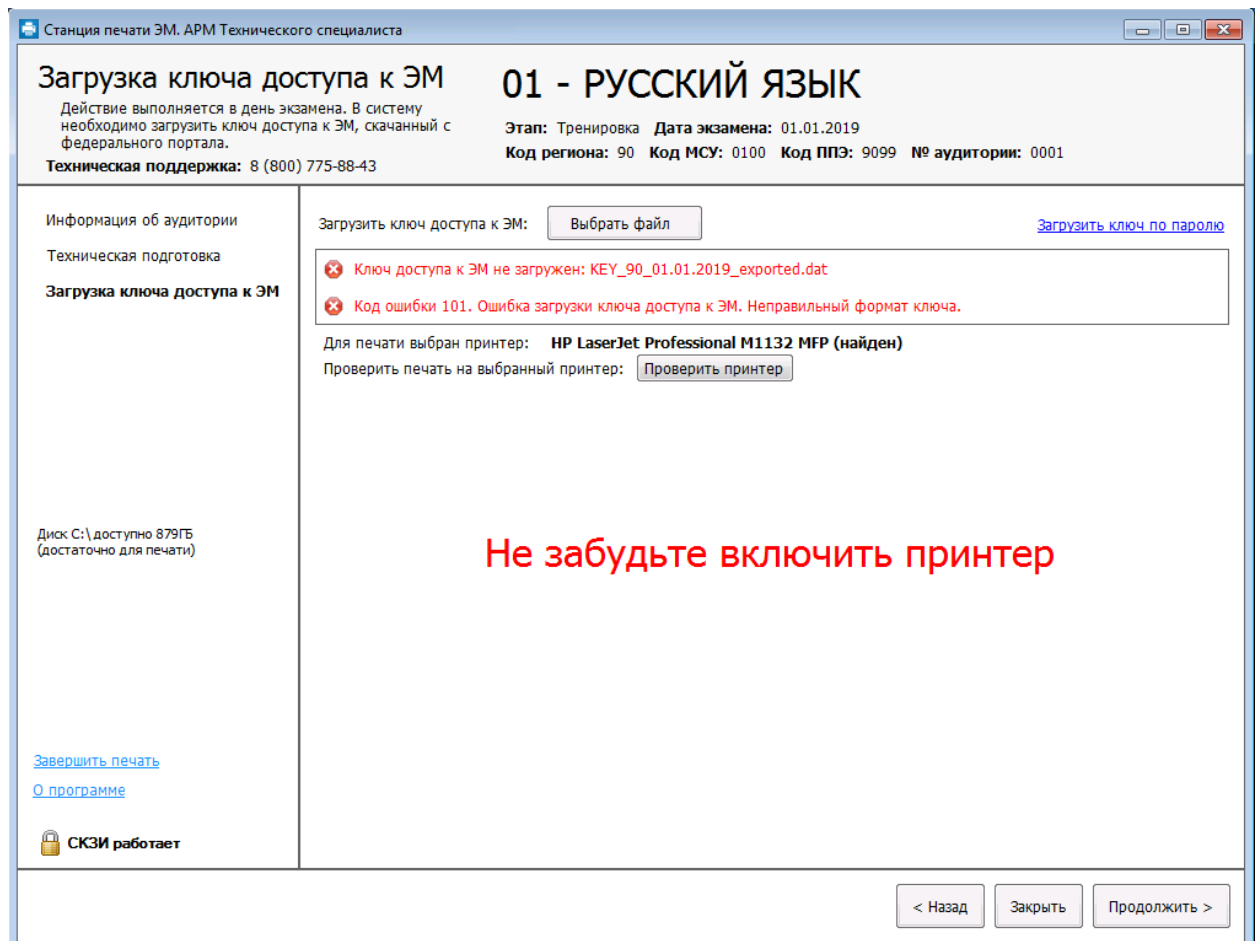 Станция печати ЭМ. АРМ Технического специалиста
Загрузка ключа доступа к ЭМ
Действие выполняется в день экзамена. В систему
необходимо загрузить ключ доступа к ЭМ, скачанный с
федерального портала.
Техническая поддержка: 8 (800) 775-88-43
01 - РУССКИЙ ЯЗЫК
Этап: Тренировка Дата экзамена: 01.01.2019
Код региона: 90 Код МСУ: 0100 Код ППЭ: 9099 № аудитории: 0001
Информация об аудитории
Техническая подготовка
Загрузка ключа доступа к ЭМ
Диск C:\ доступно 879ГБ
(достаточно для печати)
Завершить печать
О программе
СКЗИ работает
Загрузить ключ доступа к ЭМ: Выбрать файл Загрузить ключ по паролю
Ключ доступа к ЭМ не загружен: KEY_90_01.01.2019_exported.dat
Код ошибки 101. Ошибка загрузки ключа доступа к ЭМ. Неправильный формат ключа.
Для печати выбран принтер: HP LaserJet Professional M1132 MFP (найден)
Проверить печать на выбранный принтер: Проверить принтер
Не забудьте включить принтер
< Назад Закрыть Продолжить >